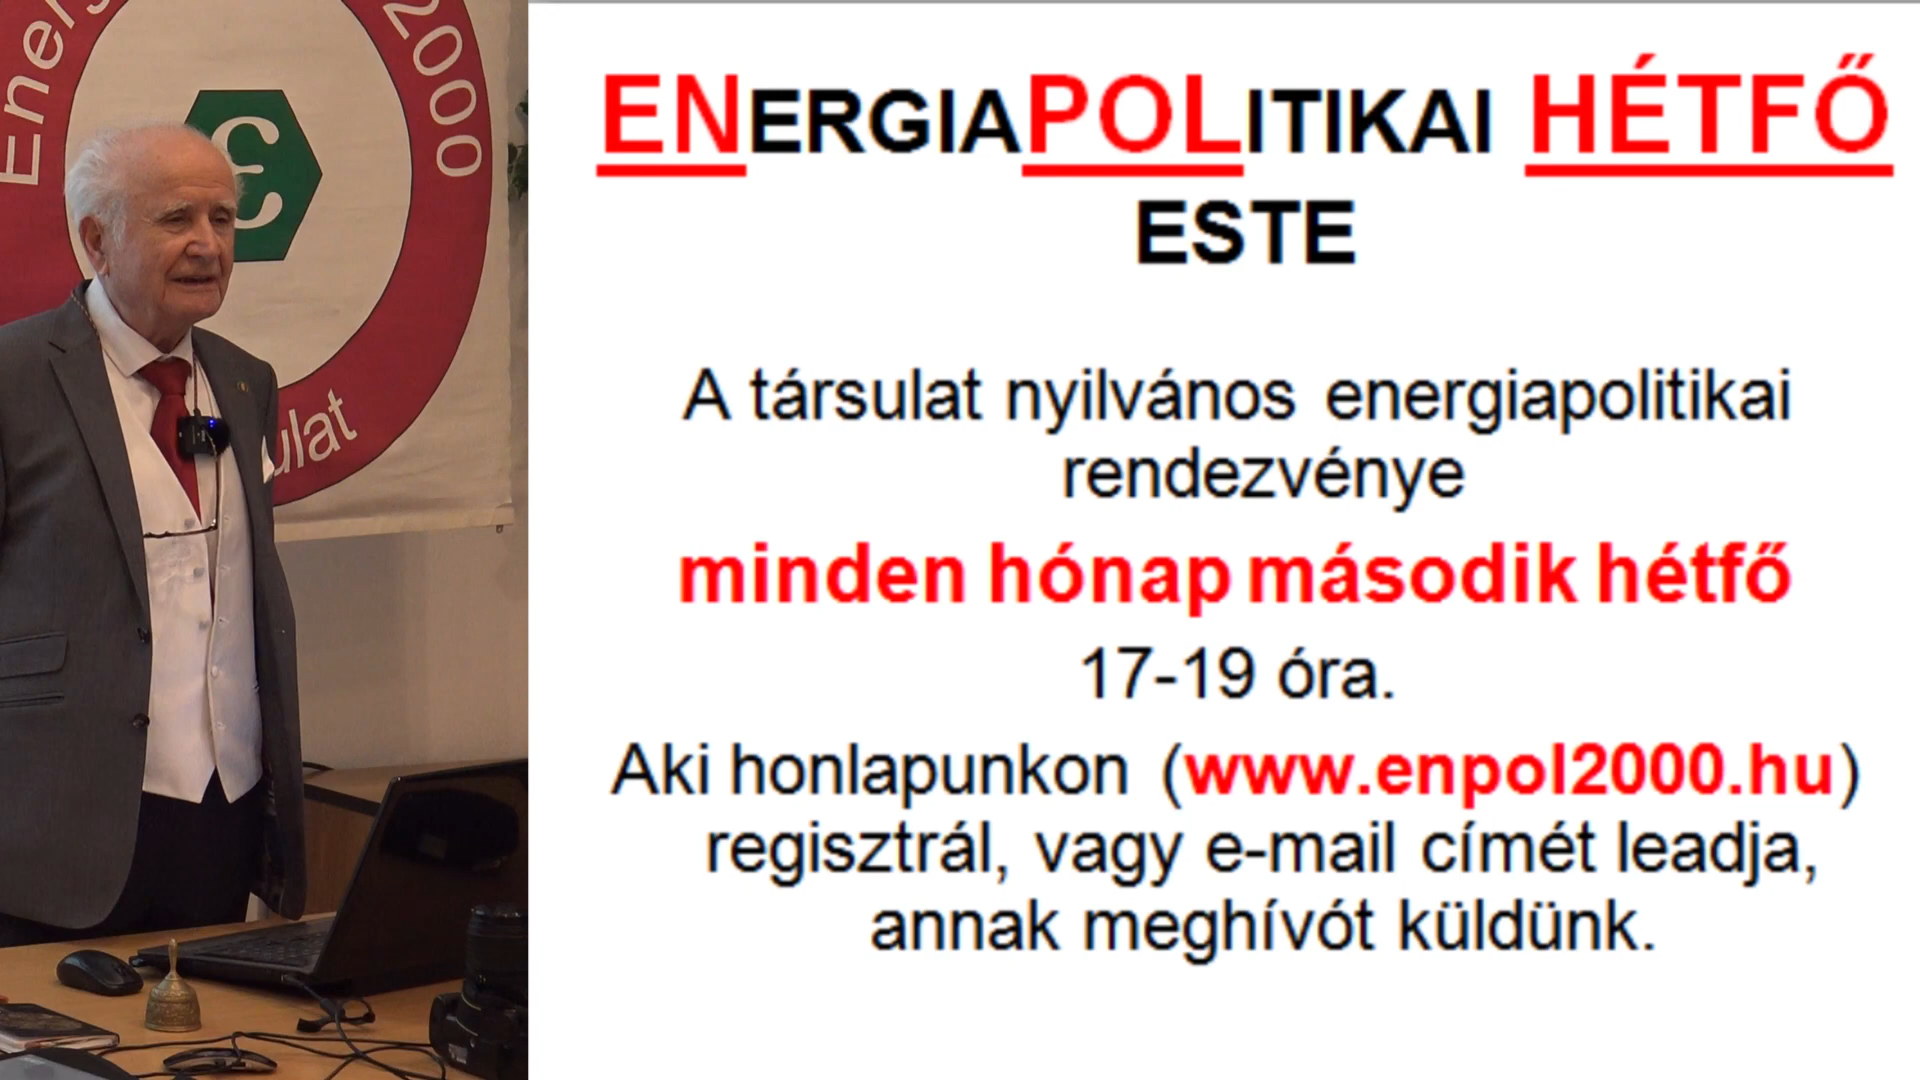 2000
ε
ulat
ENERGIAPOLITIKAI HÉTFŐ
ESTE
A társulat nyilvános energiapolitikai
rendezvénye
minden hónap második hétfő
17-19 óra.
Aki honlapunkon (www.enpol2000.hu)
regisztrál, vagy e-mail címét leadja,
annak meghívót küldünk.